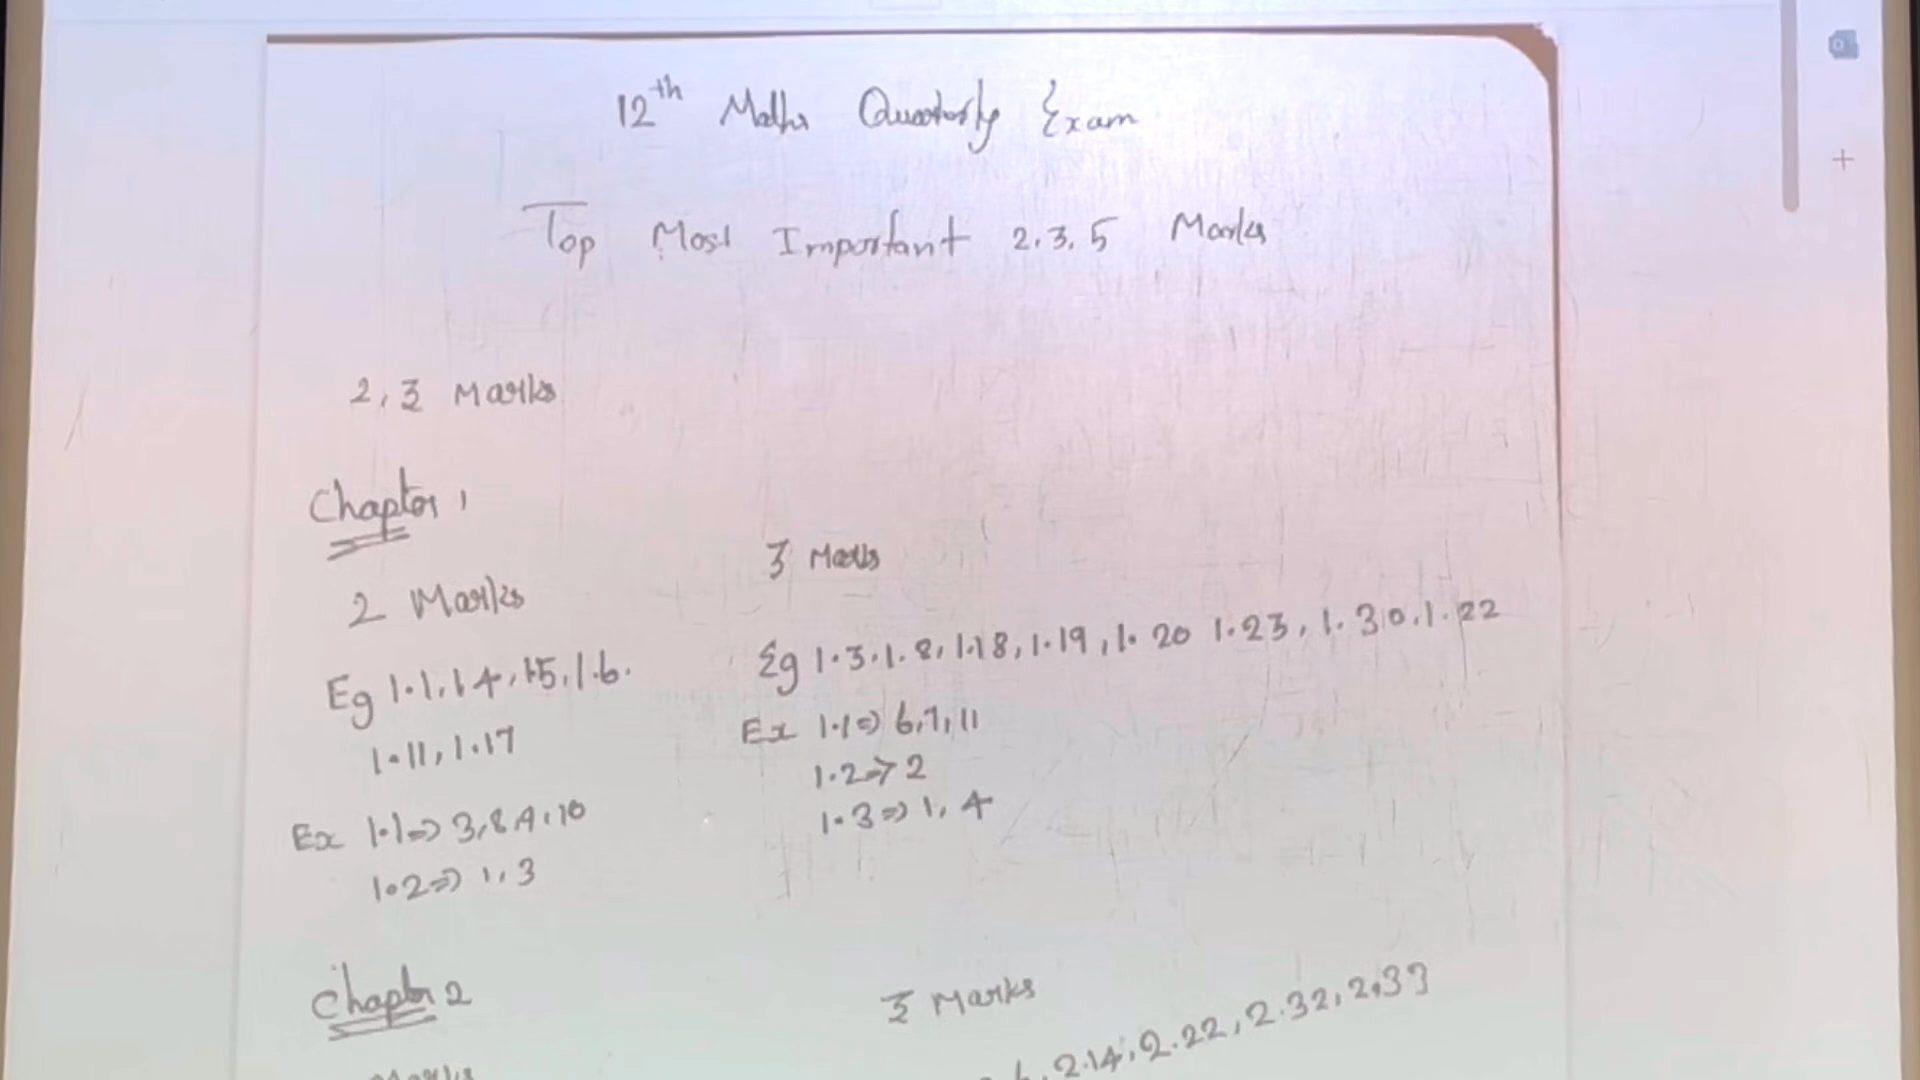 12th Maths Quarterly Exam
Top Most Important 2,3,5 Marks
2,3 Marks
Chapter 1
2 Marks
Eg 1.1, 1.4, 1.5, 1.6.
1.11, 1.17
Ex 1.1 => 3,8,9,10
1.2 => 1,3
3 Marks
Eg 1.3, 1.8, 1.18, 1.19, 1.20 1.23, 1.30, 1.22
Ex 1.1 => 6,7,11
1.2 => 2
1.3 => 1, 4
Chapter 2
Marks
3 Marks
2.14, 2.22, 2.32, 2.33